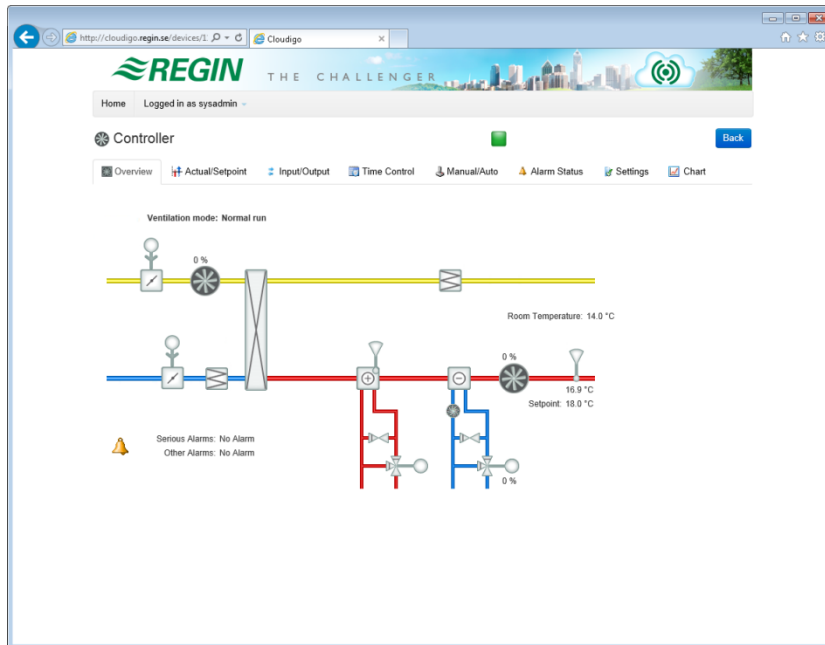 http://cloudigo.regin.se/devices/1:
Cloudigo
REGIN THE CHALLENGER
Home Logged in as sysadmin
Controller
Back
Overview Actual/Setpoint Input/Output Time Control Manual/Auto Alarm Status Settings Chart
Ventilation mode: Normal run
0 %
Room Temperature: 14.0 °C
0 %
16.9 °C
Setpoint: 18.0 °C
Serious Alarms: No Alarm
Other Alarms: No Alarm
0 %